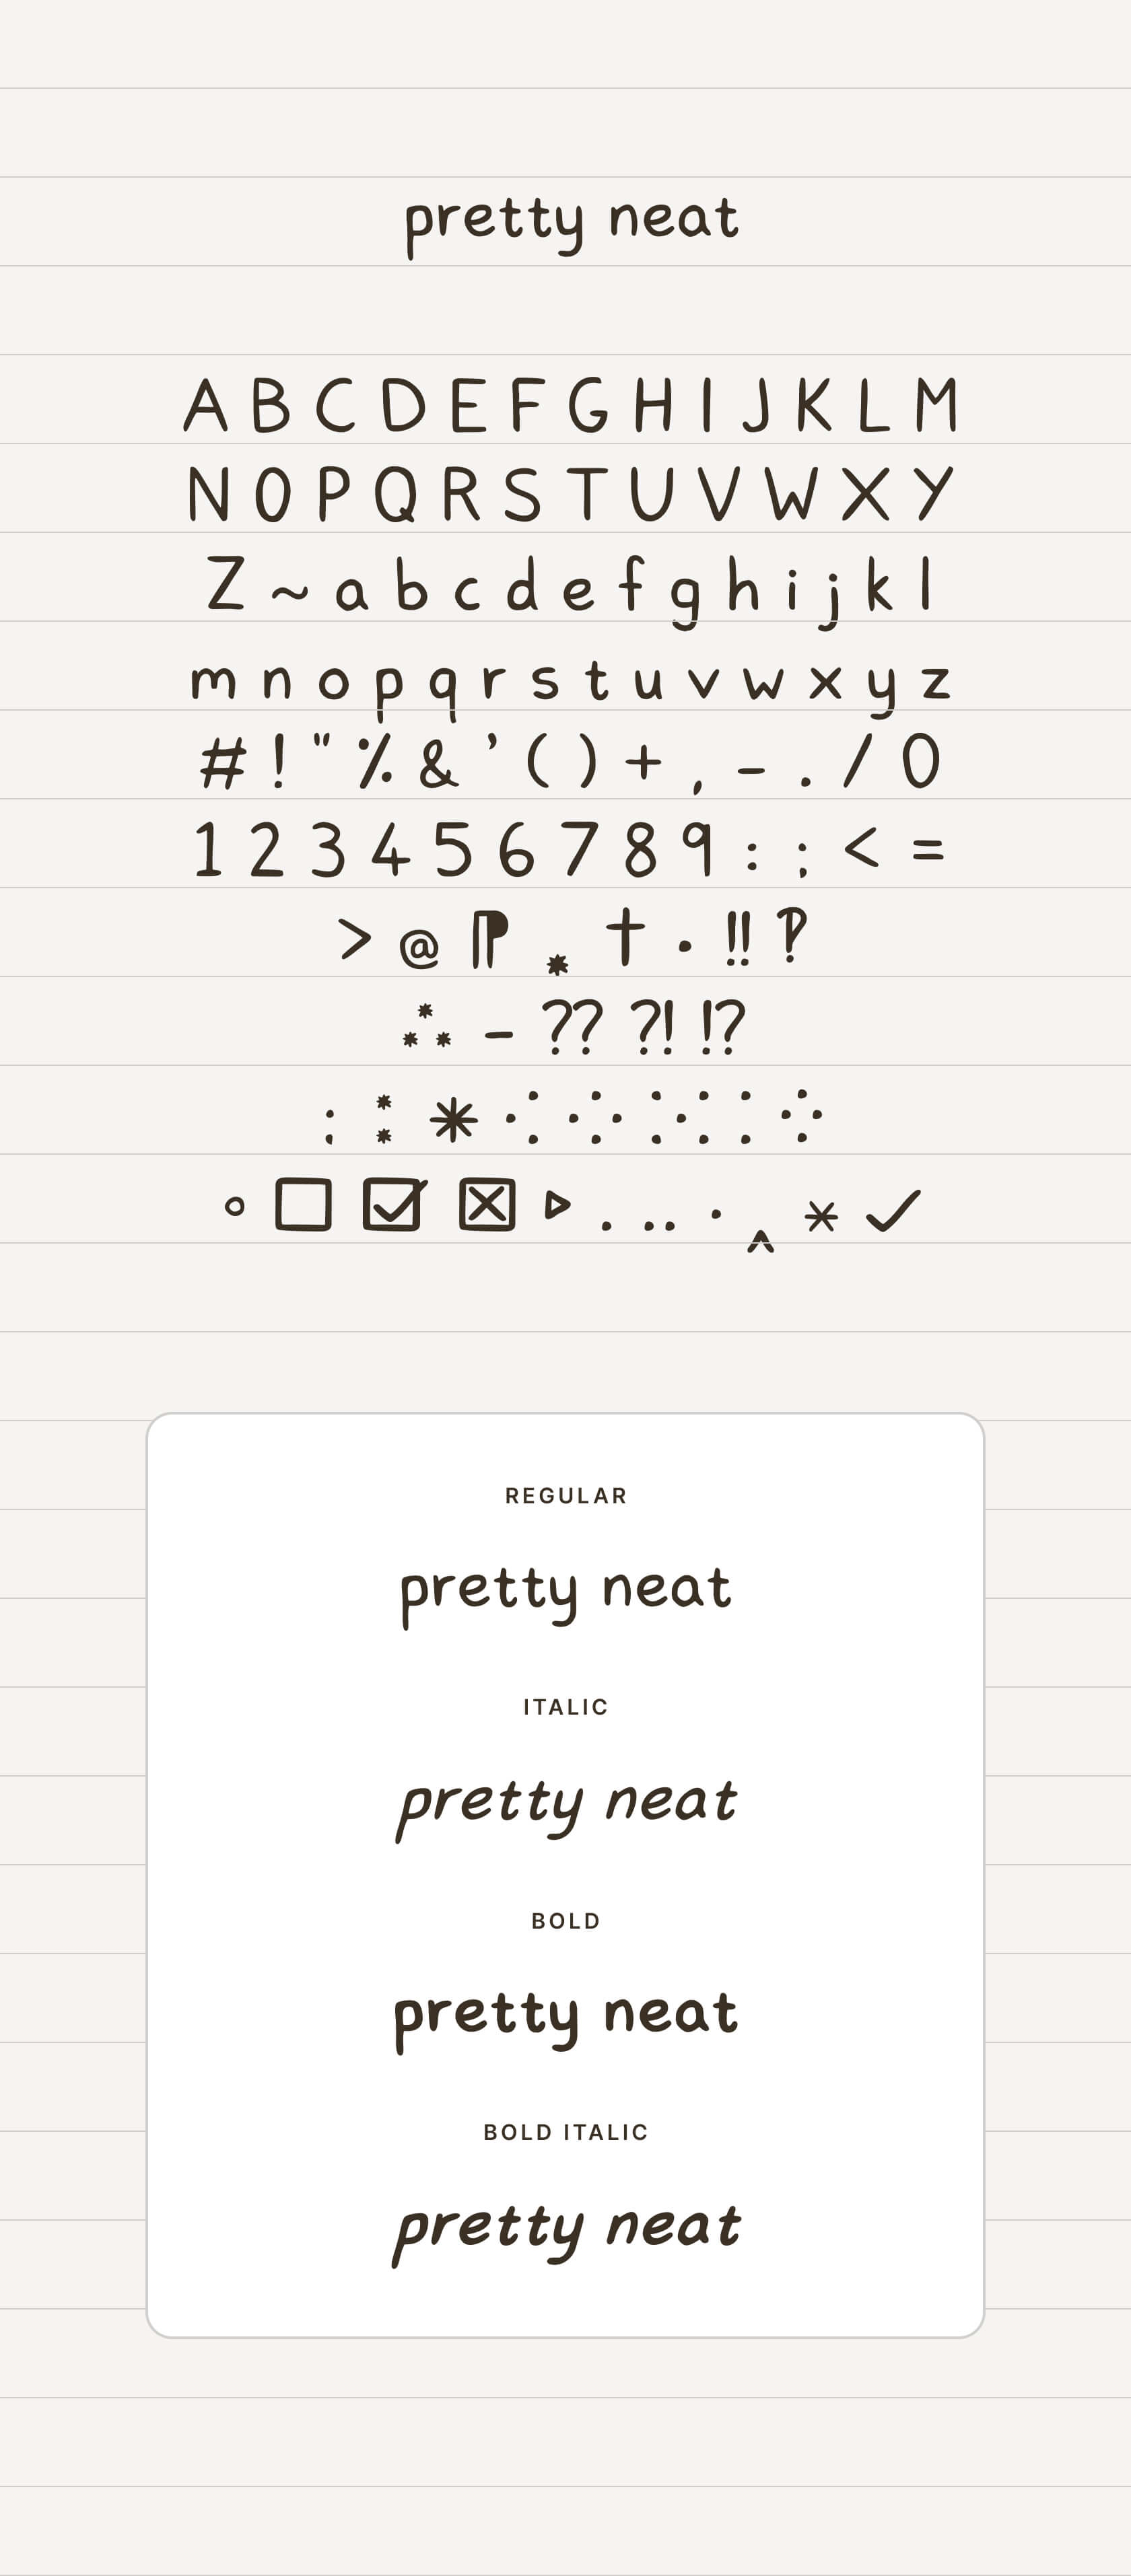 pretty neat
A B C D E F G H I J K L M
N O P Q R S T U V W X Y
Z ~ a b c d e f g h i j k l
m n o p q r s t u v w x y z
# ! " % & ’ ( ) + , - . / 0
1 2 3 4 5 6 7 8 9 : ; < =
> @ ⁋ ⁎ † • ‼ ‽
⁂ ⁃ ⁇ ⁈ ⁉
⁏ ⁑ ✳ ⁖ ⁘ ⁙ ⁚ ⁛
◦ ☐ ☑ ☒ ‣ ․ ‥ ‧ ‸ * ✓
REGULAR
pretty neat
ITALIC
pretty neat
BOLD
pretty neat
BOLD ITALIC
pretty neat